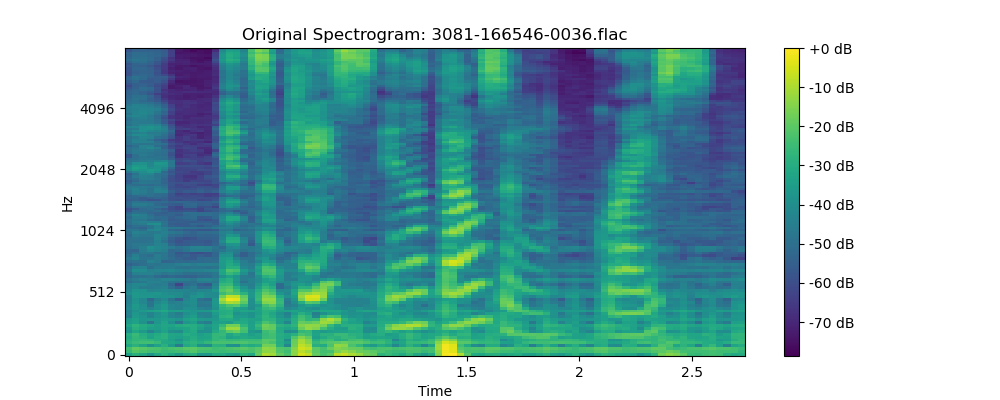 Original Spectrogram: 3081-166546-0036.flac
Hz
4096
2048
1024
512
0
0
0.5
1
1.5
2
2.5
Time
+0 dB
-10 dB
-20 dB
-30 dB
-40 dB
-50 dB
-60 dB
-70 dB